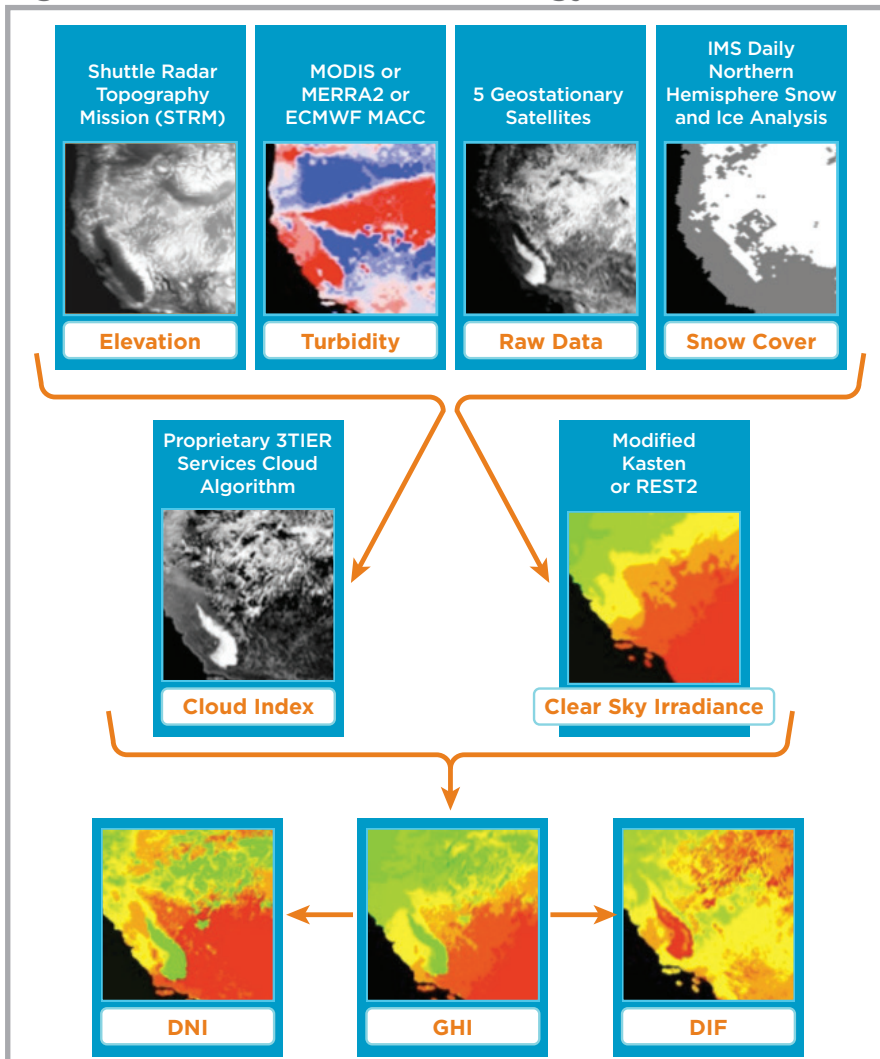 Shuttle Radar
Topography
Mission (STRM)
Elevation
MODIS or
MERRA2 or
ECMWF MACC
Turbidity
5 Geostationary
Satellites
Raw Data
IMS Daily
Northern
Hemisphere Snow
and Ice Analysis
Snow Cover
Proprietary 3TIER
Services Cloud
Algorithm
Cloud Index
Modified
Kasten
or REST2
Clear Sky Irradiance
DNI
GHI
DIF